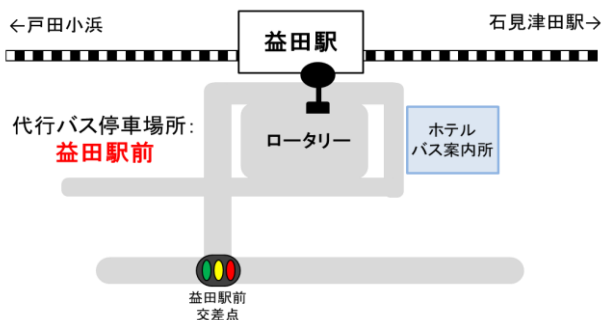 ←戸田小浜
石見津田駅→
益田駅
代行バス停車場所：
益田駅前
ロータリー
ホテル
バス案内所
益田駅前
交差点